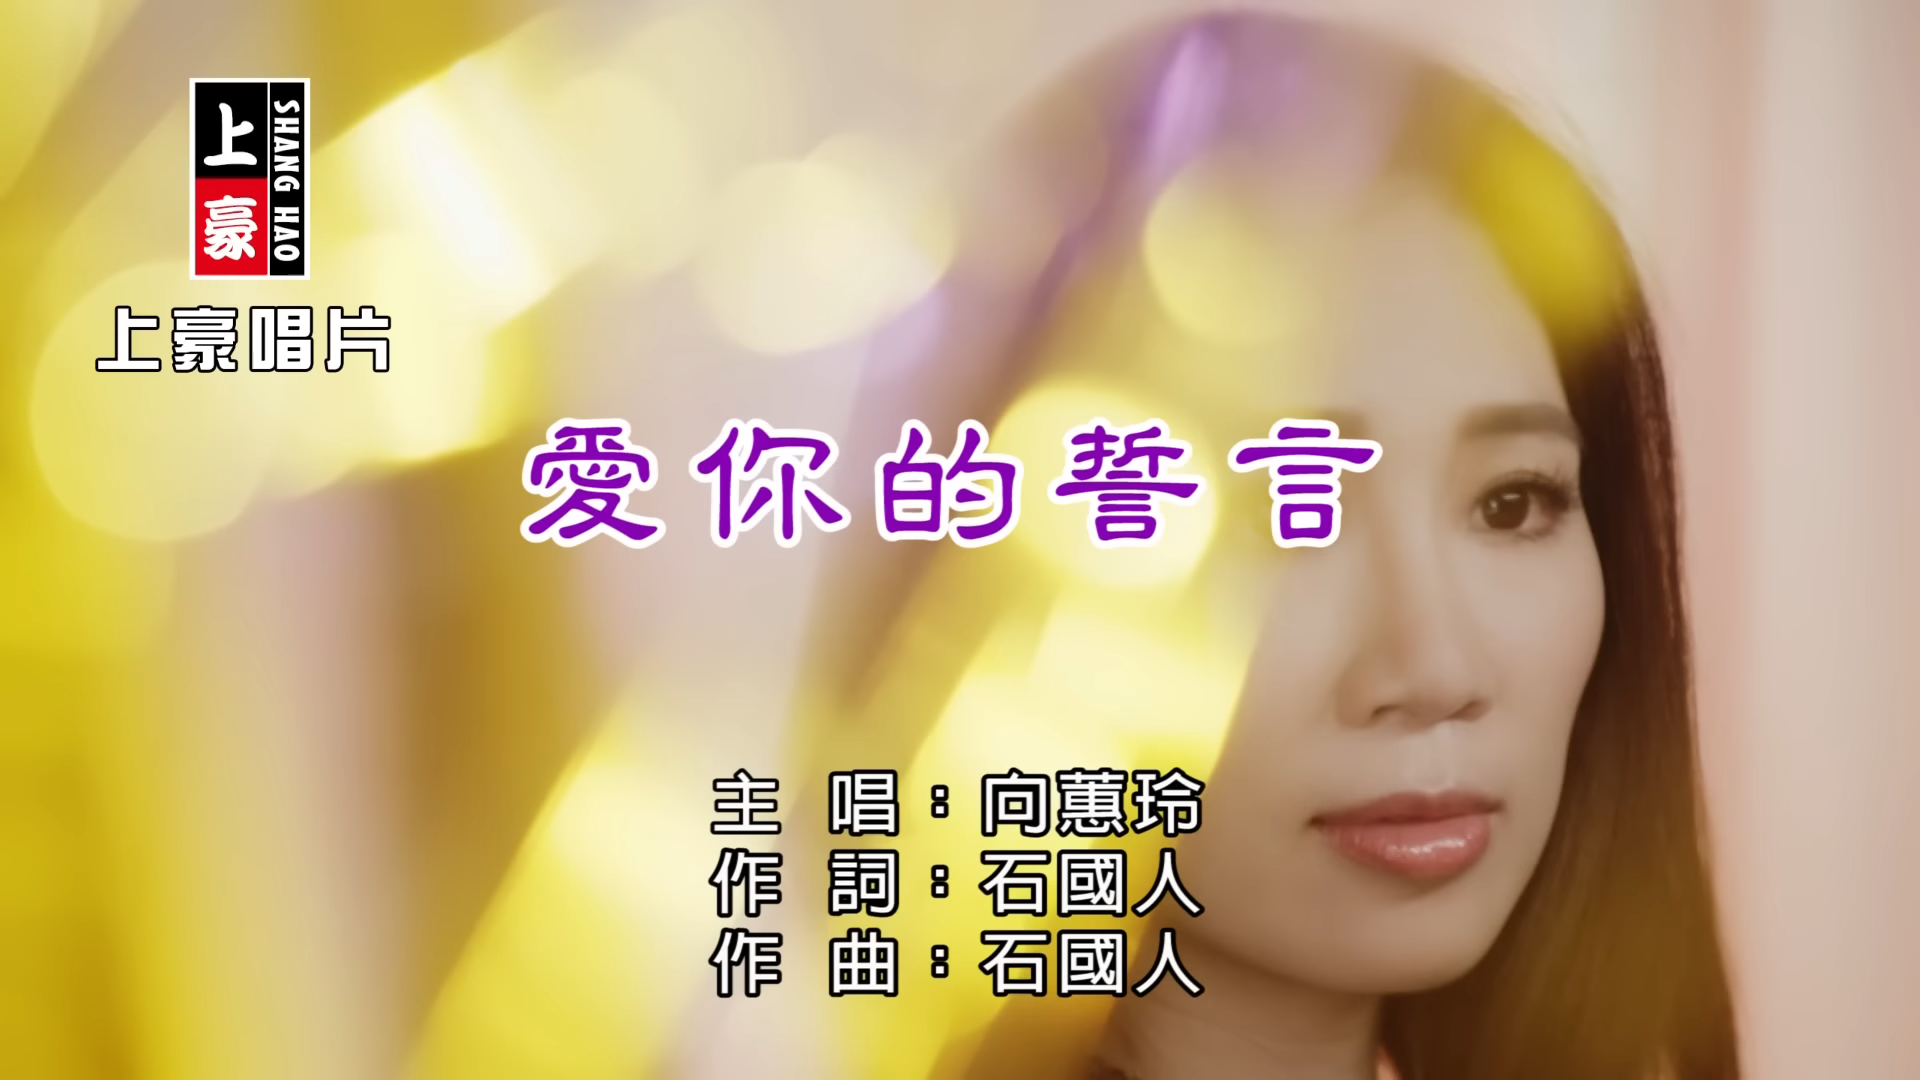 上豪
SHANG HAO
上豪唱片
愛你的誓言
主 唱：向蕙玲
作 詞：石國人
作 曲：石國人